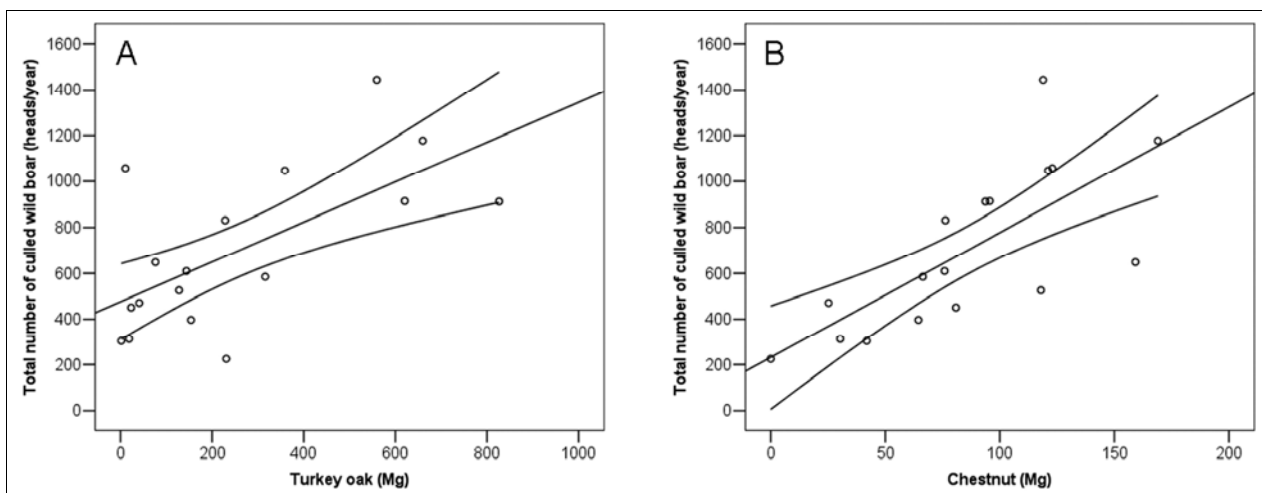 A
Total number of culled wild boar (heads/year)
1600
1400
1200
1000
800
600
400
200
0
0 200 400 600 800 1000
Turkey oak (Mg)
B
Total number of culled wild boar (heads/year)
1600
1400
1200
1000
800
600
400
200
0
0 50 100 150 200
Chestnut (Mg)